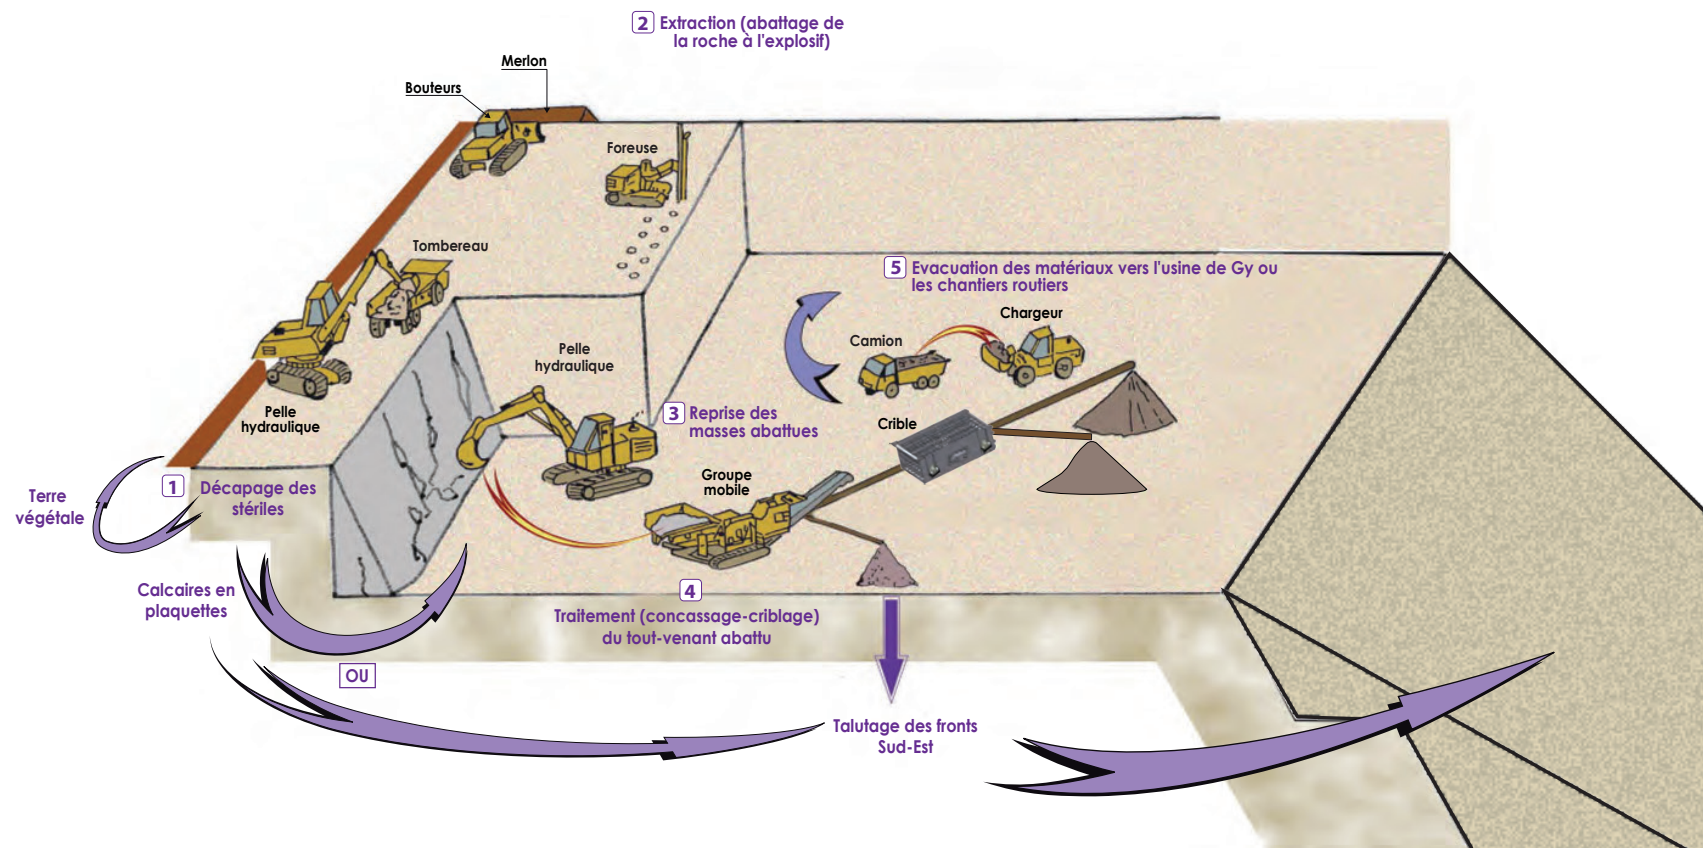 2 Extraction (abattage de
la roche à l'explosif)
Merlon
Bouteurs
Foreuse
Tombereau
5 Evacuation des matériaux vers l'usine de Gy ou
les chantiers routiers
Chargeur
Camion
Pelle
hydraulique
Pelle
hydraulique
3 Reprise des
masses abattues
Crible
Groupe
mobile
1 Décapage des
stériles
Terre
végétale
Calcaires en
plaquettes
4
Traitement (concassage-criblage)
du tout-venant abattu
OU
Talutage des fronts
Sud-Est